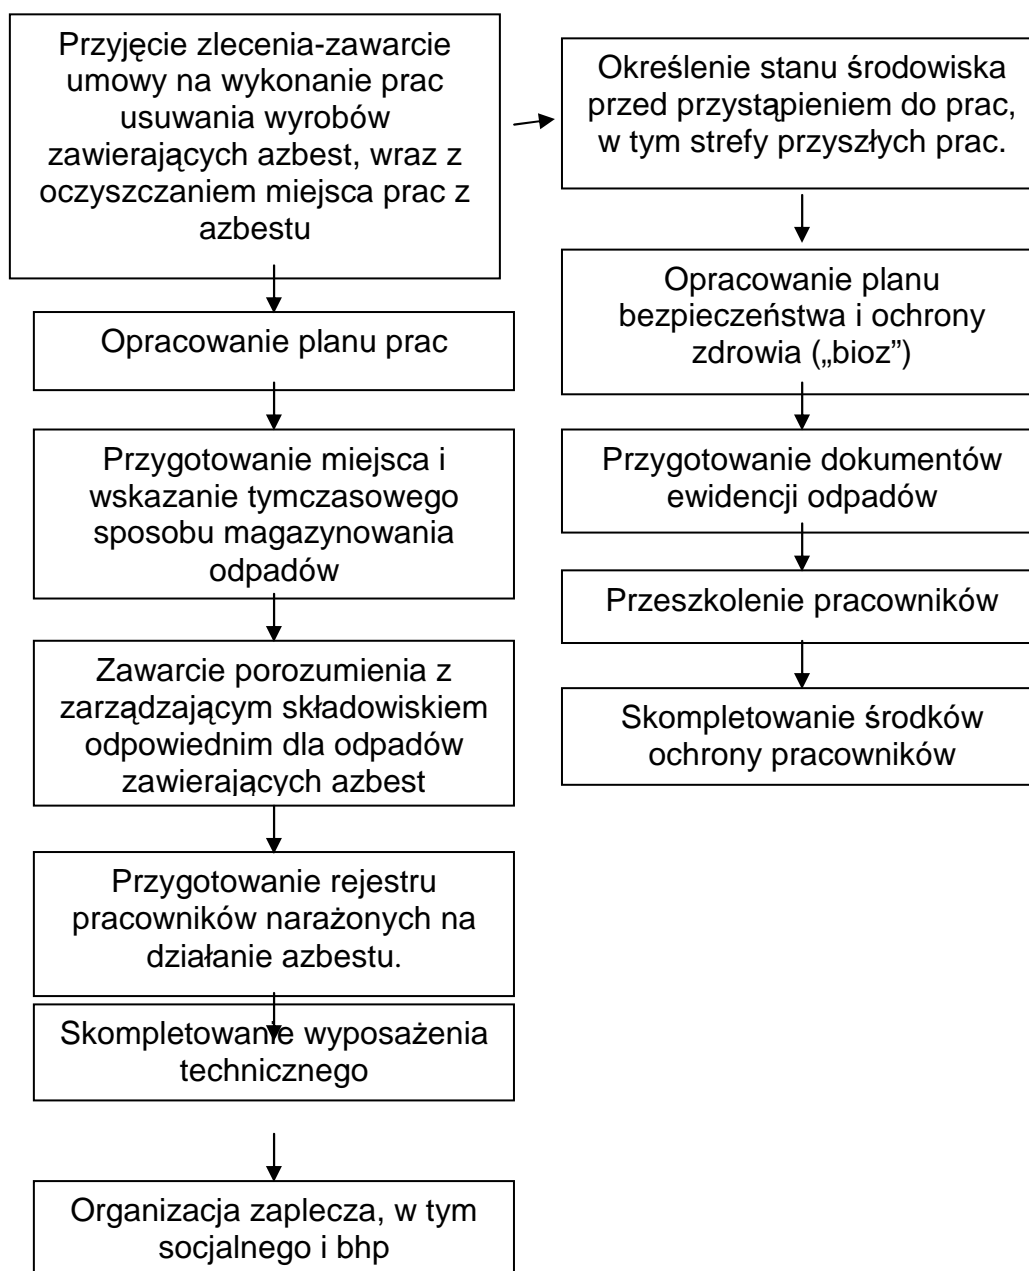 Przyjęcie zlecenia-zawarcie
umowy na wykonanie prac
usuwania wyrobów
zawierających azbest, wraz z
oczyszczaniem miejsca prac z
azbestu
Opracowanie planu prac
Przygotowanie miejsca i
wskazanie tymczasowego
sposobu magazynowania
odpadów
Zawarcie porozumienia z
zarządzającym składowiskiem
odpowiednim dla odpadów
zawierających azbest
Przygotowanie rejestru
pracowników narażonych na
działanie azbestu.
Skompletowanie wyposażenia
technicznego
Organizacja zaplecza, w tym
socjalnego i bhp
Określenie stanu środowiska
przed przystąpieniem do prac,
w tym strefy przyszłych prac.
Opracowanie planu
bezpieczeństwa i ochrony
zdrowia („bioz”)
Przygotowanie dokumentów
ewidencji odpadów
Przeszkolenie pracowników
Skompletowanie środków
ochrony pracowników